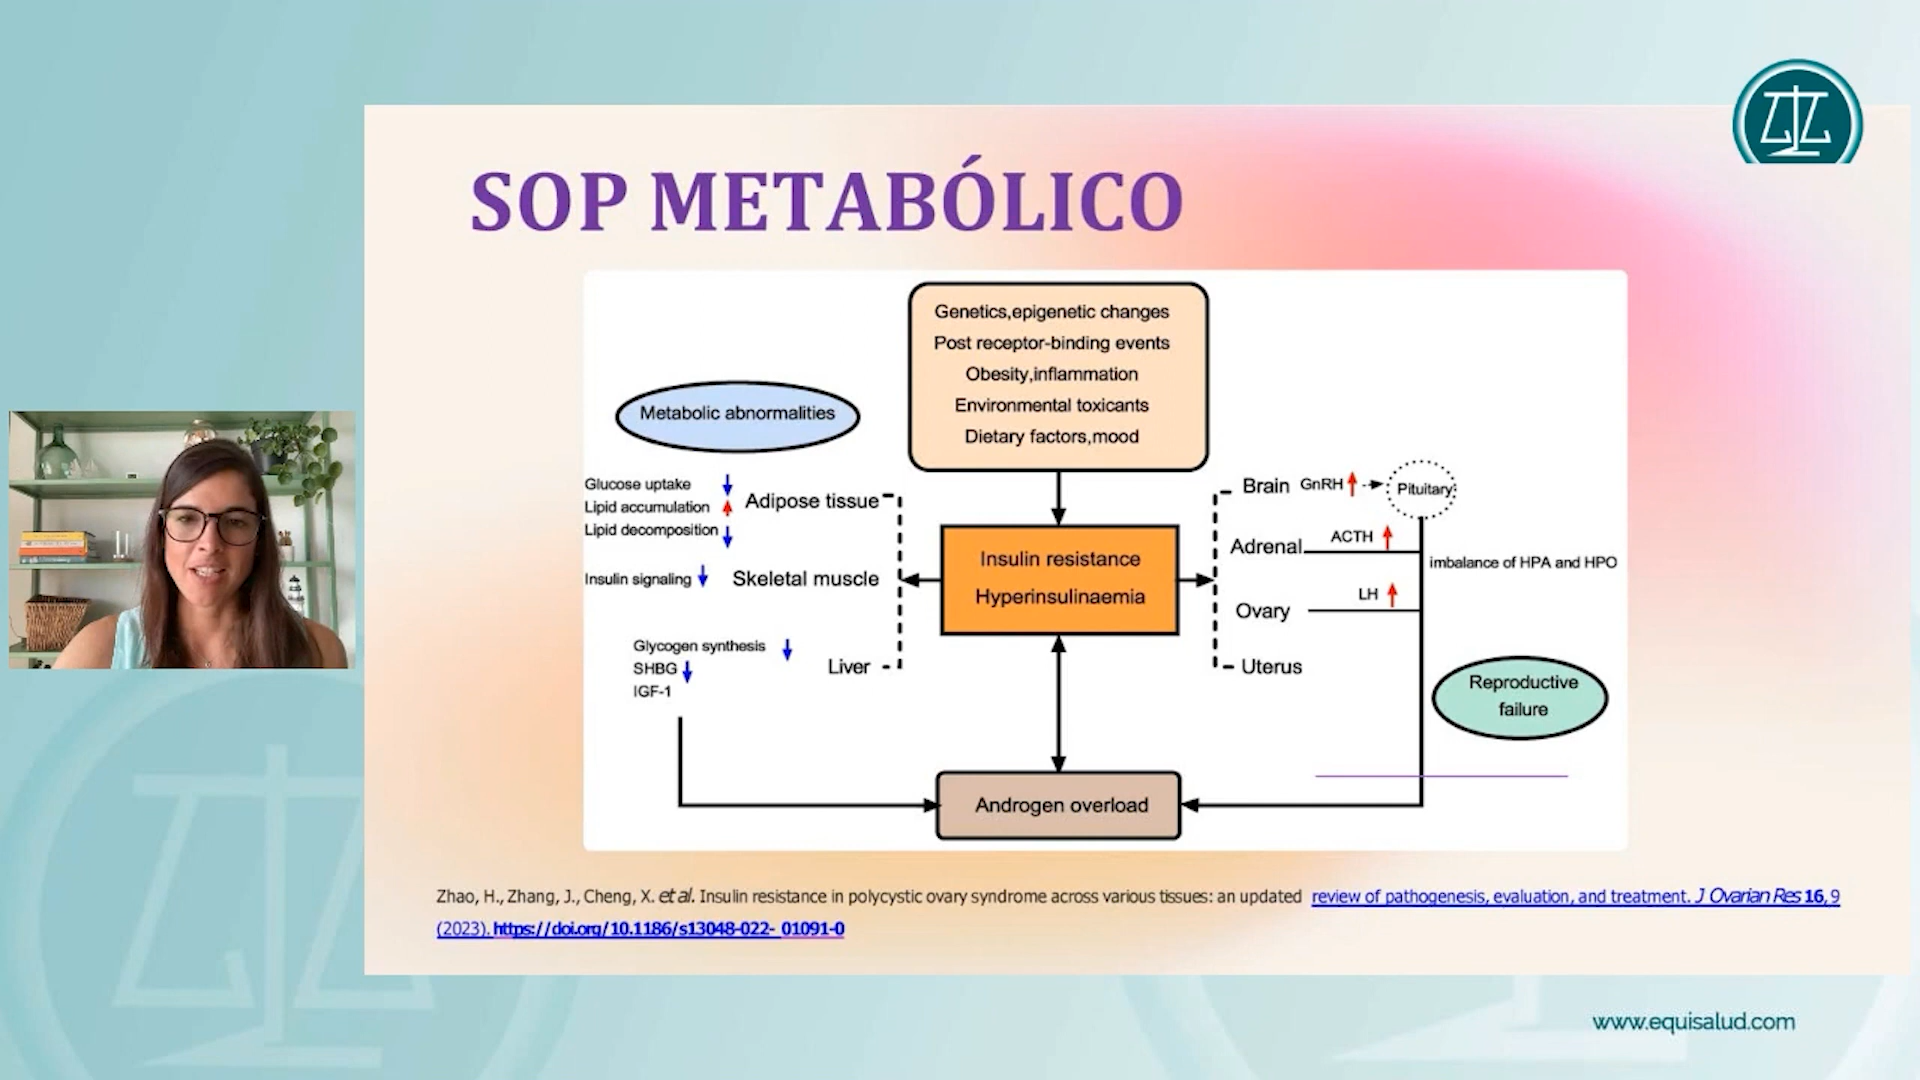 SOP METABÓLICO
Genetics,epigenetic changes
Post receptor-binding events
Obesity,inflammation
Environmental toxicants
Dietary factors,mood
Metabolic abnormalities
Glucose uptake
Lipid accumulation
Lipid decomposition
Adipose tissue
Insulin signaling
Skeletal muscle
Glycogen synthesis
SHBG
IGF-1
Liver
Insulin resistance
Hyperinsulinaemia
Brain GnRH
Pituitary
Adrenal
ACTH
imbalance of HPA and HPO
LH
Ovary
Uterus
Reproductive
failure
Androgen overload
Zhao, H., Zhang, J., Cheng, X. et al. Insulin resistance in polycystic ovary syndrome across various tissues: an updated review of pathogenesis, evaluation, and treatment. J Ovarian Res 16, 9
(2023). https://doi.org/10.1186/s13048-022- 01091-0
www.equisalud.com